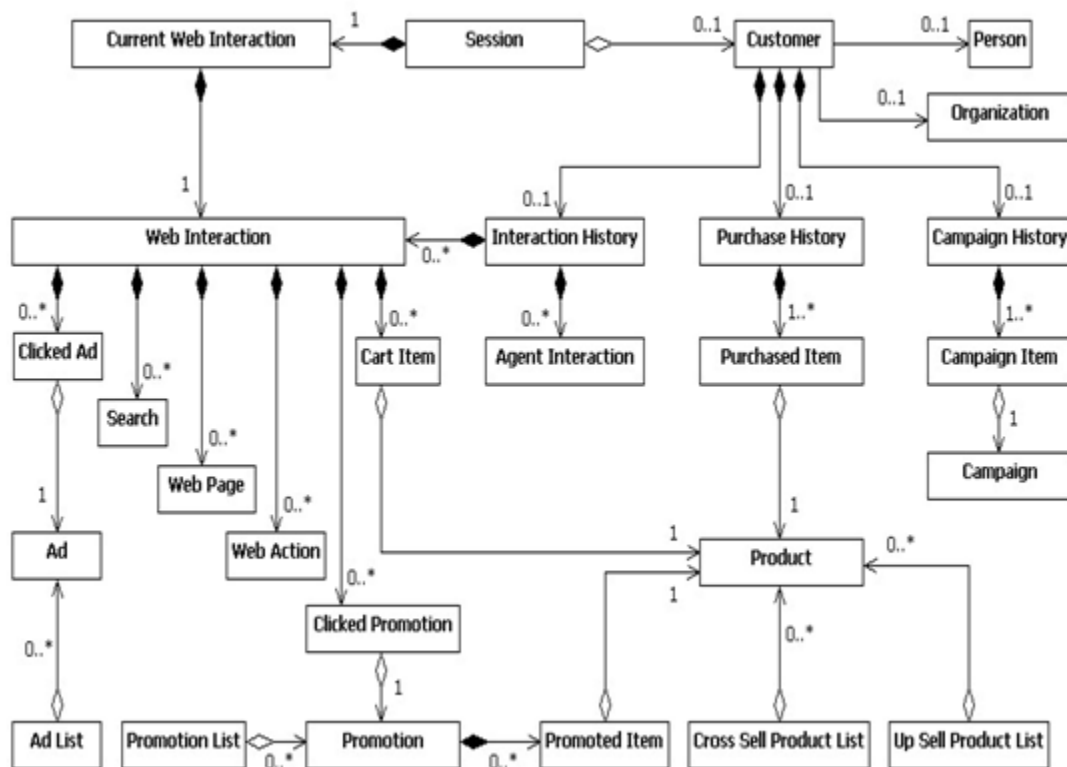 1
0..1
0..1
Current Web Interaction
Session
Customer
Person
0..1
Organization
1
0..1
0..1
0..1
Web Interaction
0..*
Interaction History
Purchase History
Campaign History
0..*
0..*
0..*
1..*
1..*
Clicked Ad
Cart Item
Agent Interaction
Purchased Item
Campaign Item
0..*
Search
1
0..*
Web Page
Campaign
1
1
0..*
Ad
Web Action
1
Product
0..*
0..*
1
Clicked Promotion
0..*
0..*
1
Ad List
Promotion List
0..*
Promotion
0..*
Promoted Item
Cross Sell Product List
Up Sell Product List